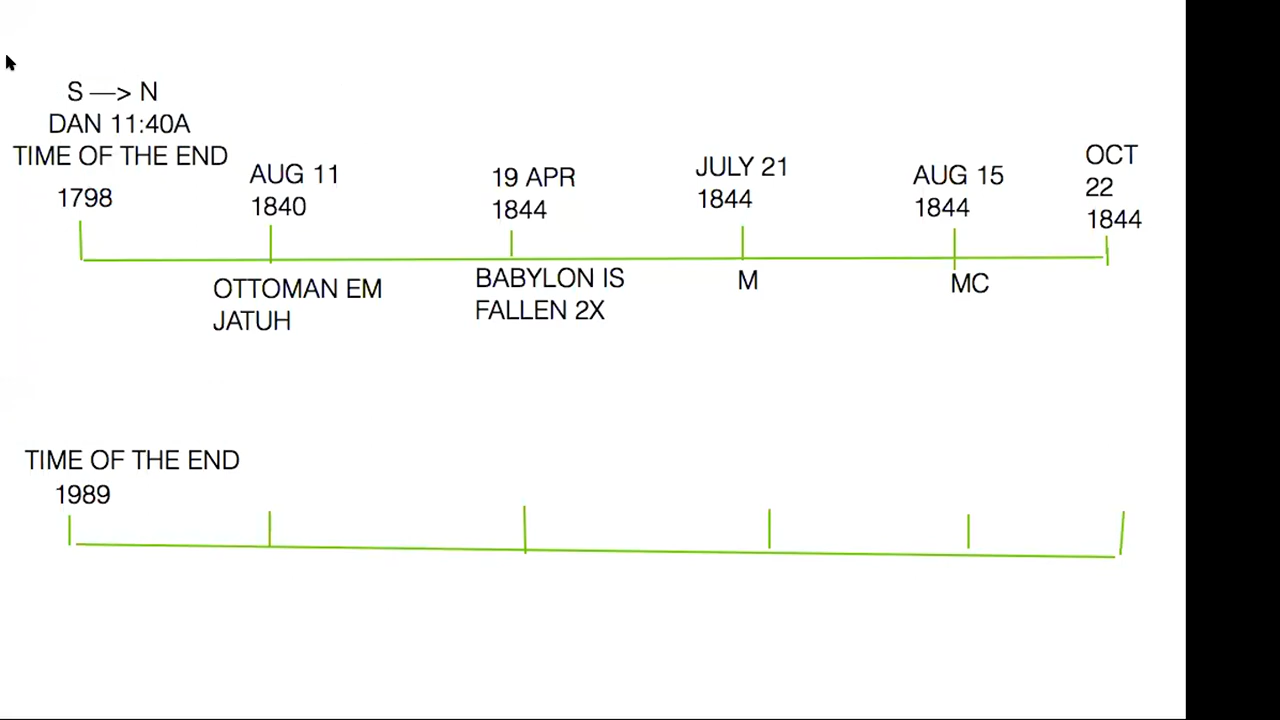 S —> N
DAN 11:40A
TIME OF THE END
1798
AUG 11
1840
19 APR
1844
JULY 21
1844
AUG 15
1844
OCT
22
1844
OTTOMAN EM
JATUH
BABYLON IS
FALLEN 2X
M
MC
TIME OF THE END
1989